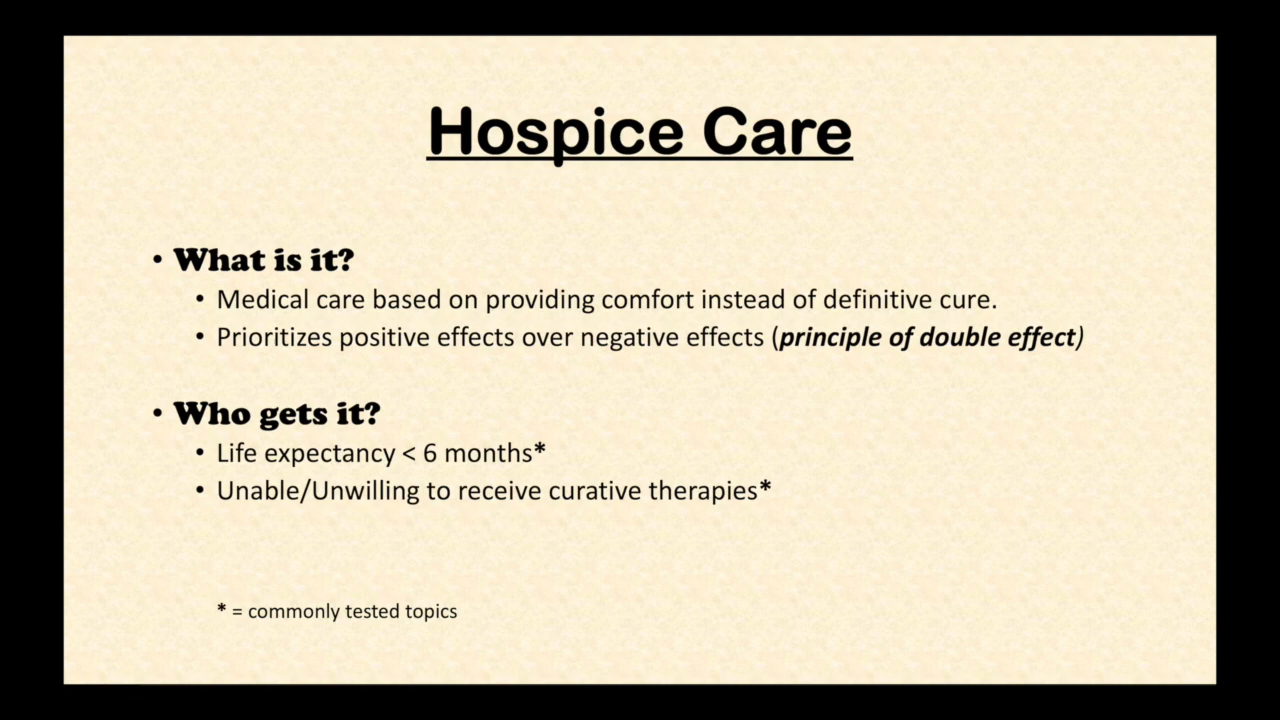 Hospice Care
• What is it?
• Medical care based on providing comfort instead of definitive cure.
• Prioritizes positive effects over negative effects (principle of double effect)
• Who gets it?
• Life expectancy < 6 months*
• Unable/Unwilling to receive curative therapies*
* = commonly tested topics